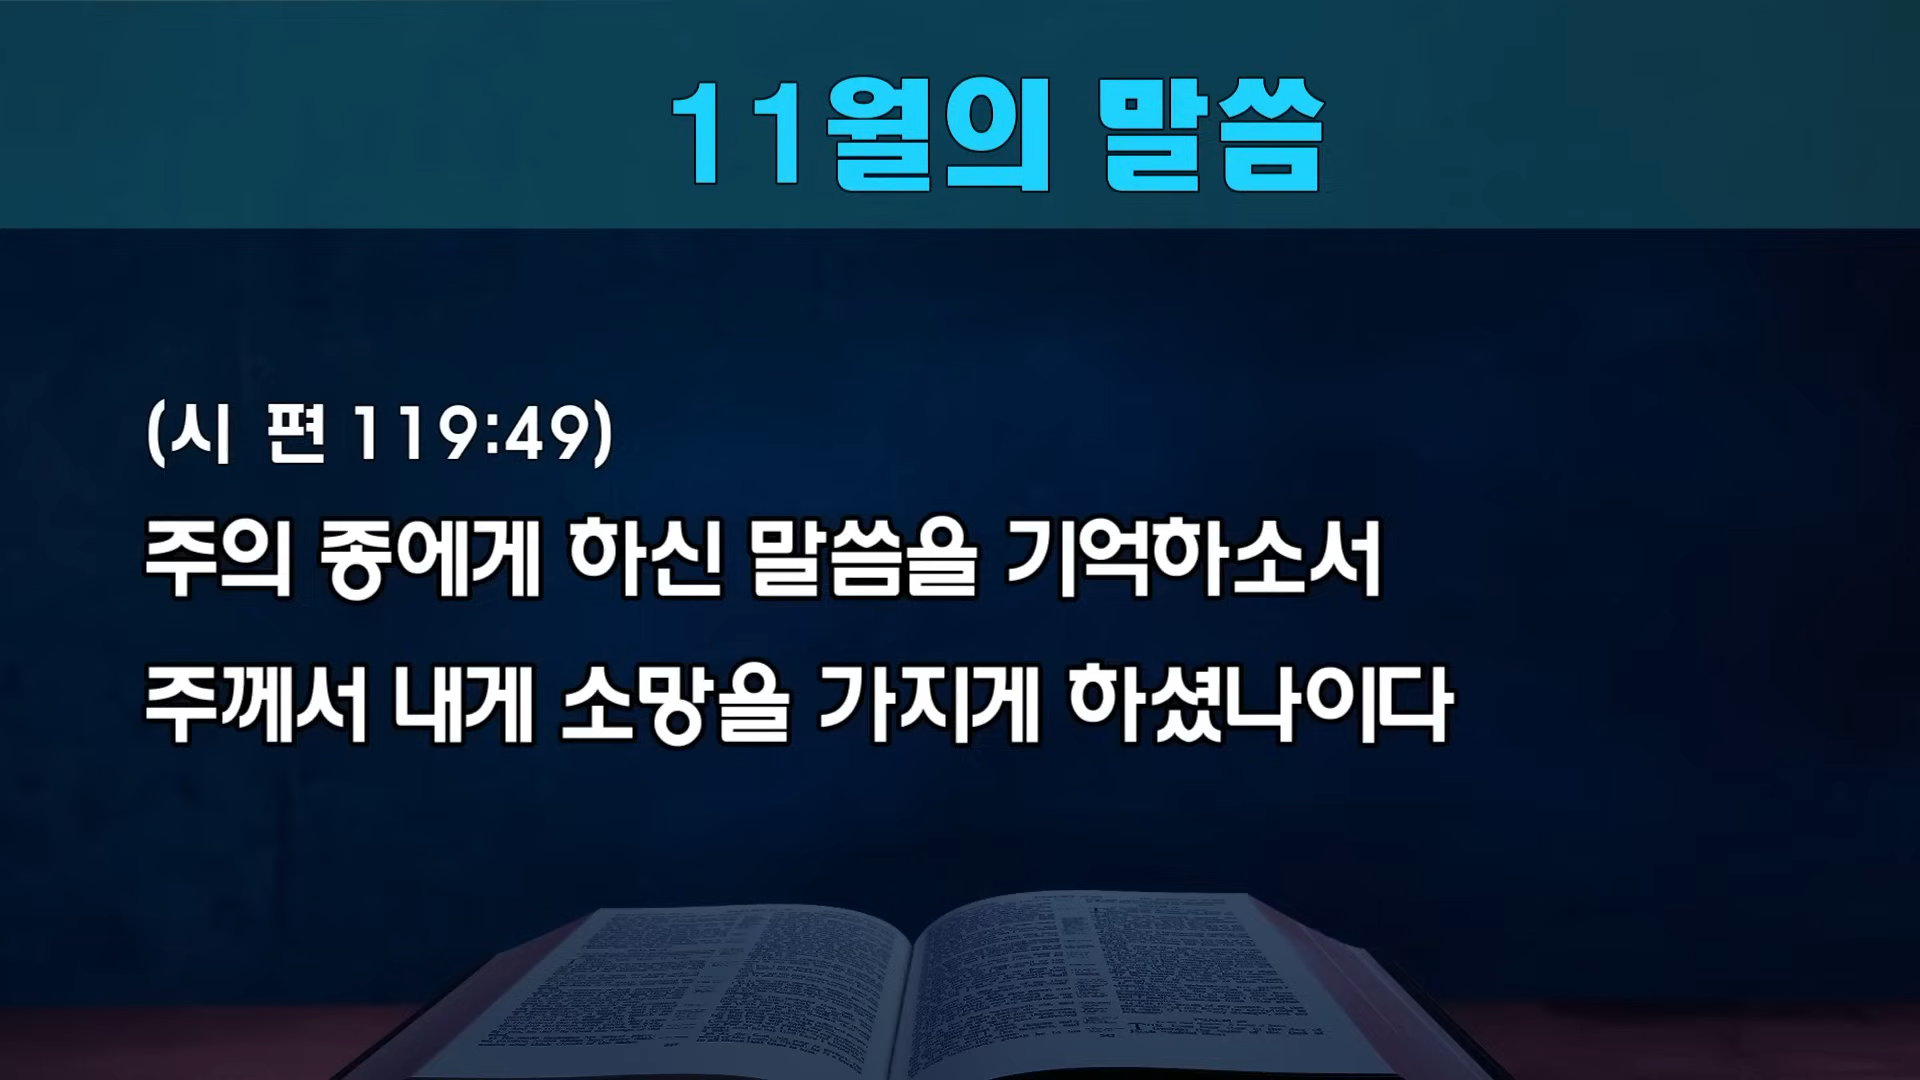 11월의 말씀
(시 편 119:49)
주의 종에게 하신 말씀을 기억하소서
주께서 내게 소망을 가지게 하셨나이다